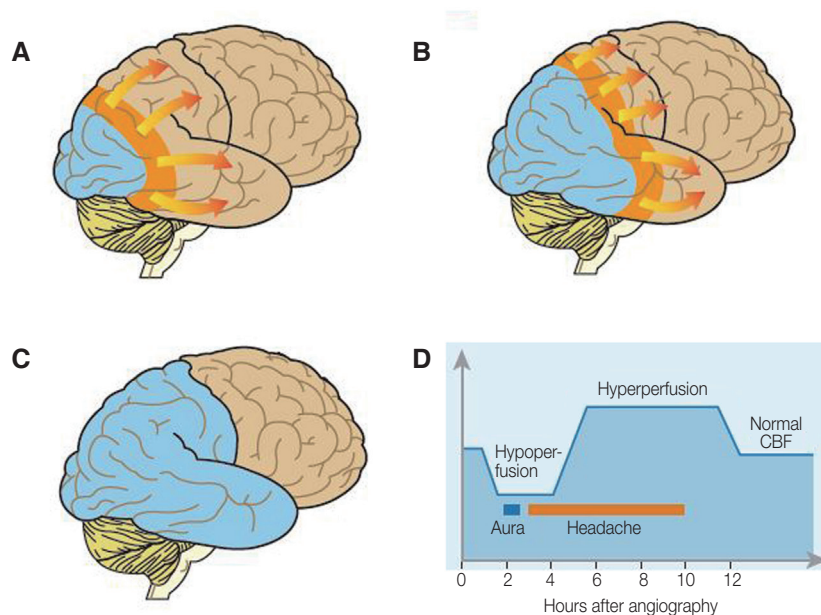 A
B
C
D
Hyperperfusion
Hypoper-
fusion
Normal
CBF
Aura
Headache
0 2 4 6 8 10 12
Hours after angiography